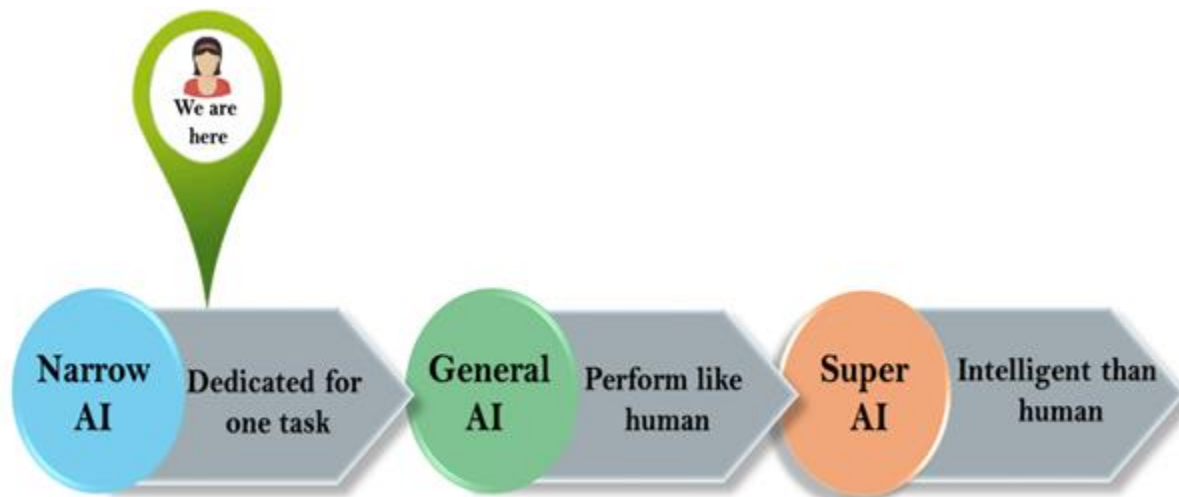 We are
here
Narrow
AI
Dedicated for
one task
General
AI
Perform like
human
Super
AI
Intelligent than
human